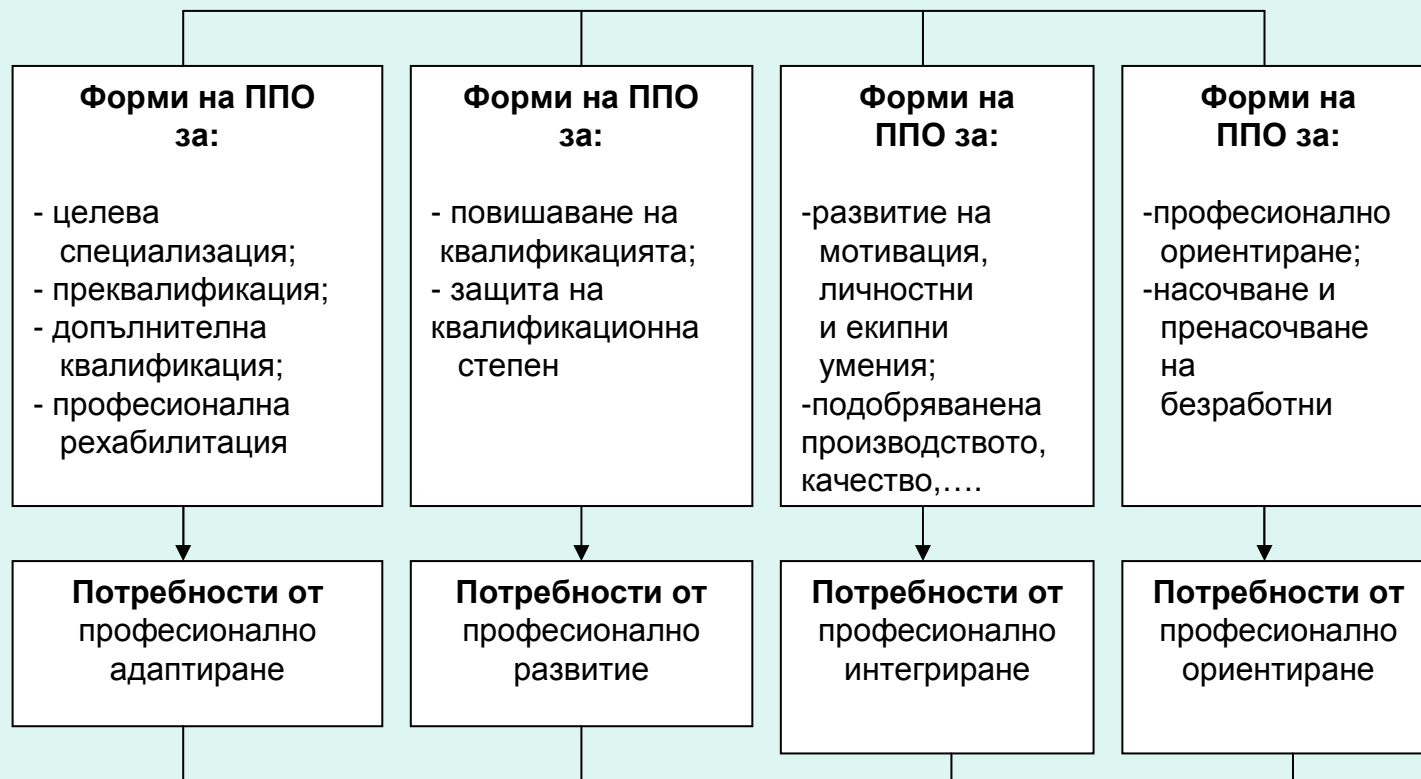 Форми на ППО
за:
- целева
специализация;
- преквалификация;
- допълнителна
квалификация;
- професионална
рехабилитация
Форми на ППО
за:
- повишаване на
квалификацията;
- защита на
квалификационна
степен
Форми на
ППО за:
-развитие на
мотивация,
личностни
и екипни
умения;
-подобряванена
производството,
качество,….
Форми на
ППО за:
-професионално
ориентиране;
-насочване и
пренасочване
на
безработни
Потребности от
професионално
адаптиране
Потребности от
професионално
развитие
Потребности от
професионално
интегриране
Потребности от
професионално
ориентиране